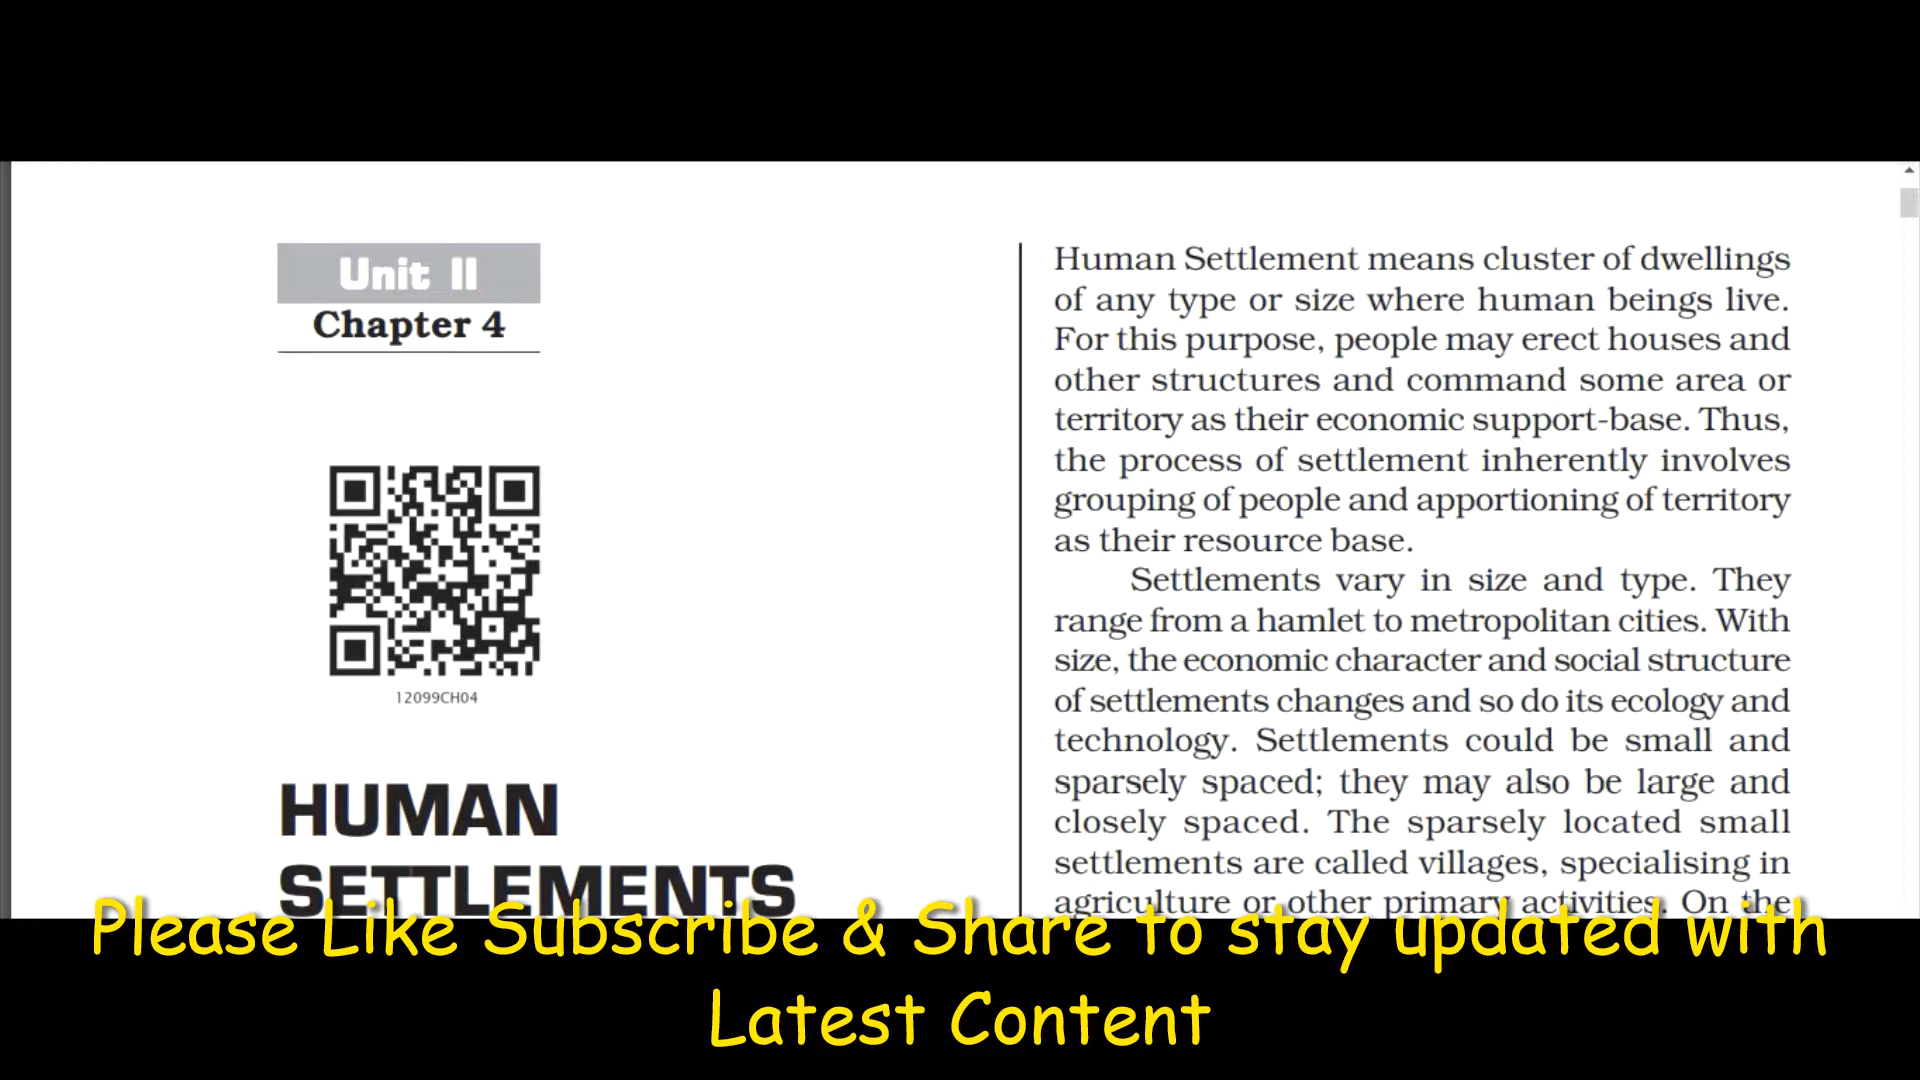 Unit II
Chapter 4
12099CH04
HUMAN
SETTLEMENTS
Human Settlement means cluster of dwellings
of any type or size where human beings live.
For this purpose, people may erect houses and
other structures and command some area or
territory as their economic support-base. Thus,
the process of settlement inherently involves
grouping of people and apportioning of territory
as their resource base.
Settlements vary in size and type. They
range from a hamlet to metropolitan cities. With
size, the economic character and social structure
of settlements changes and so do its ecology and
technology. Settlements could be small and
sparsely spaced; they may also be large and
closely spaced. The sparsely located small
settlements are called villages, specialising in
agriculture or other primary activities. On the
Please Like Subscribe & Share to stay updated with
Latest Content